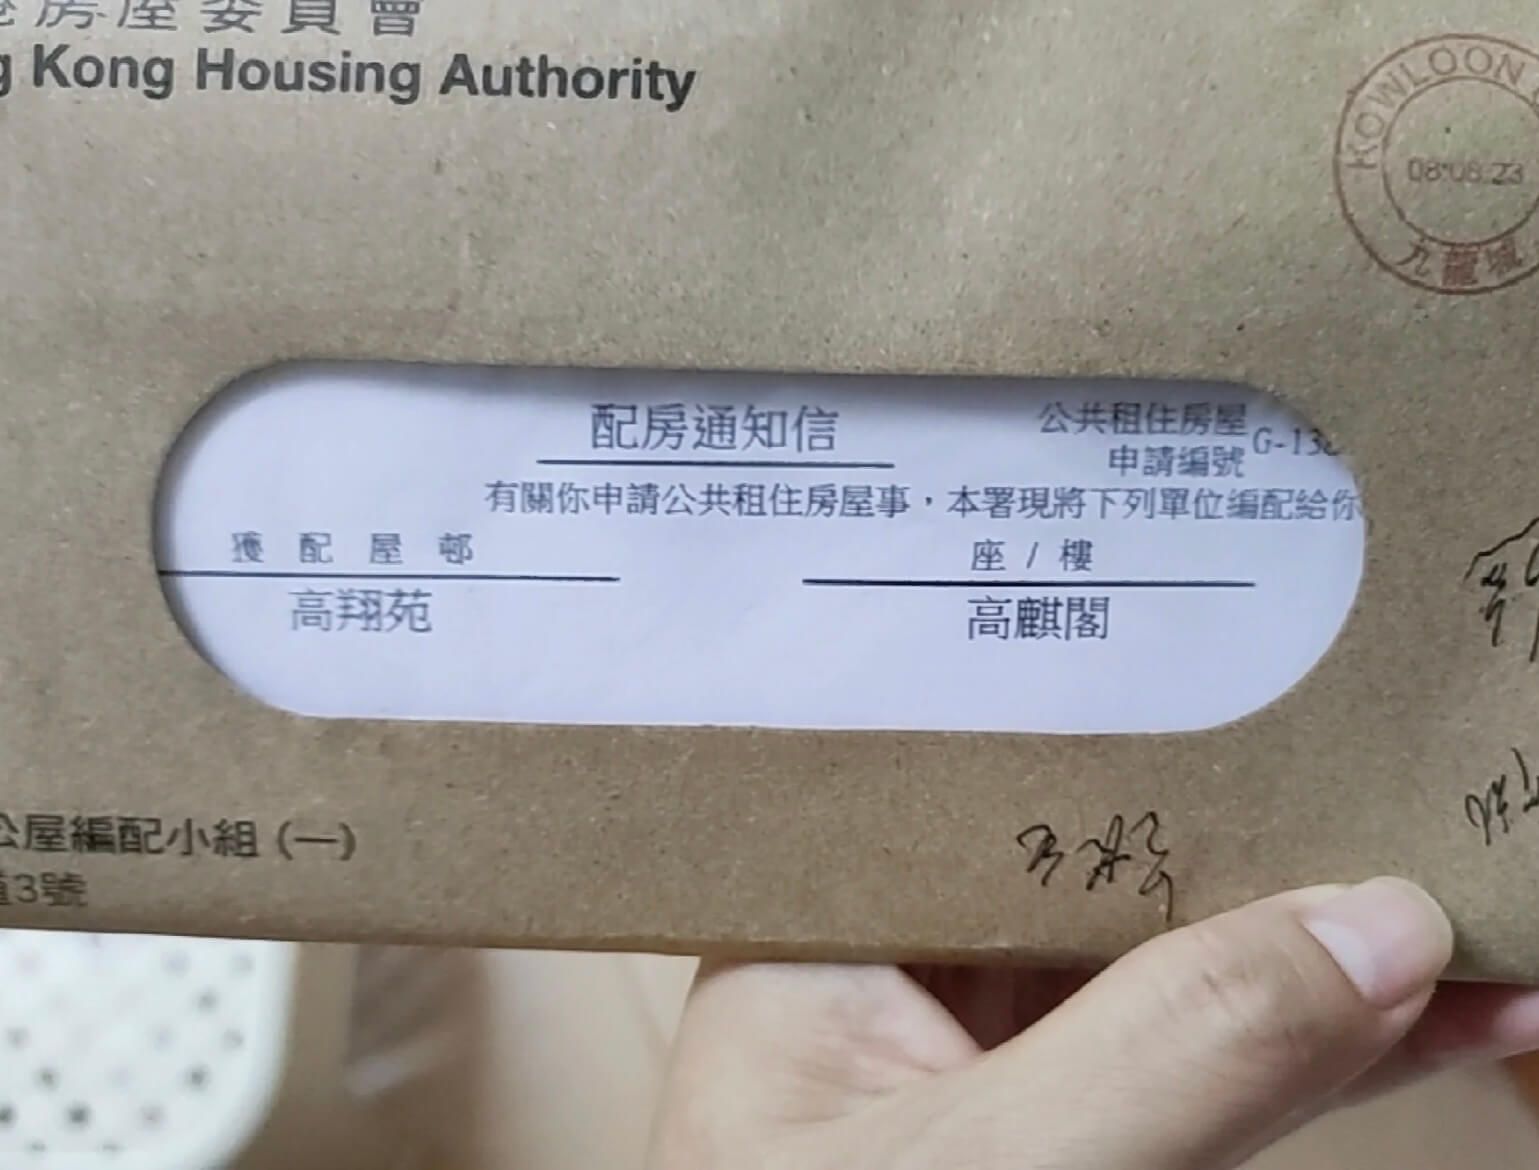 房屋委員會
Kong Housing Authority
KOWLOON
08·08·23
九龍城
配房通知信
公共租住房屋
申請編號 G-138
有關你申請公共租住房屋事，本署現將下列單位編配給你
獲配屋邨
座 / 樓
高翔苑
高麒閣
公屋編配小組 (一)
道3號